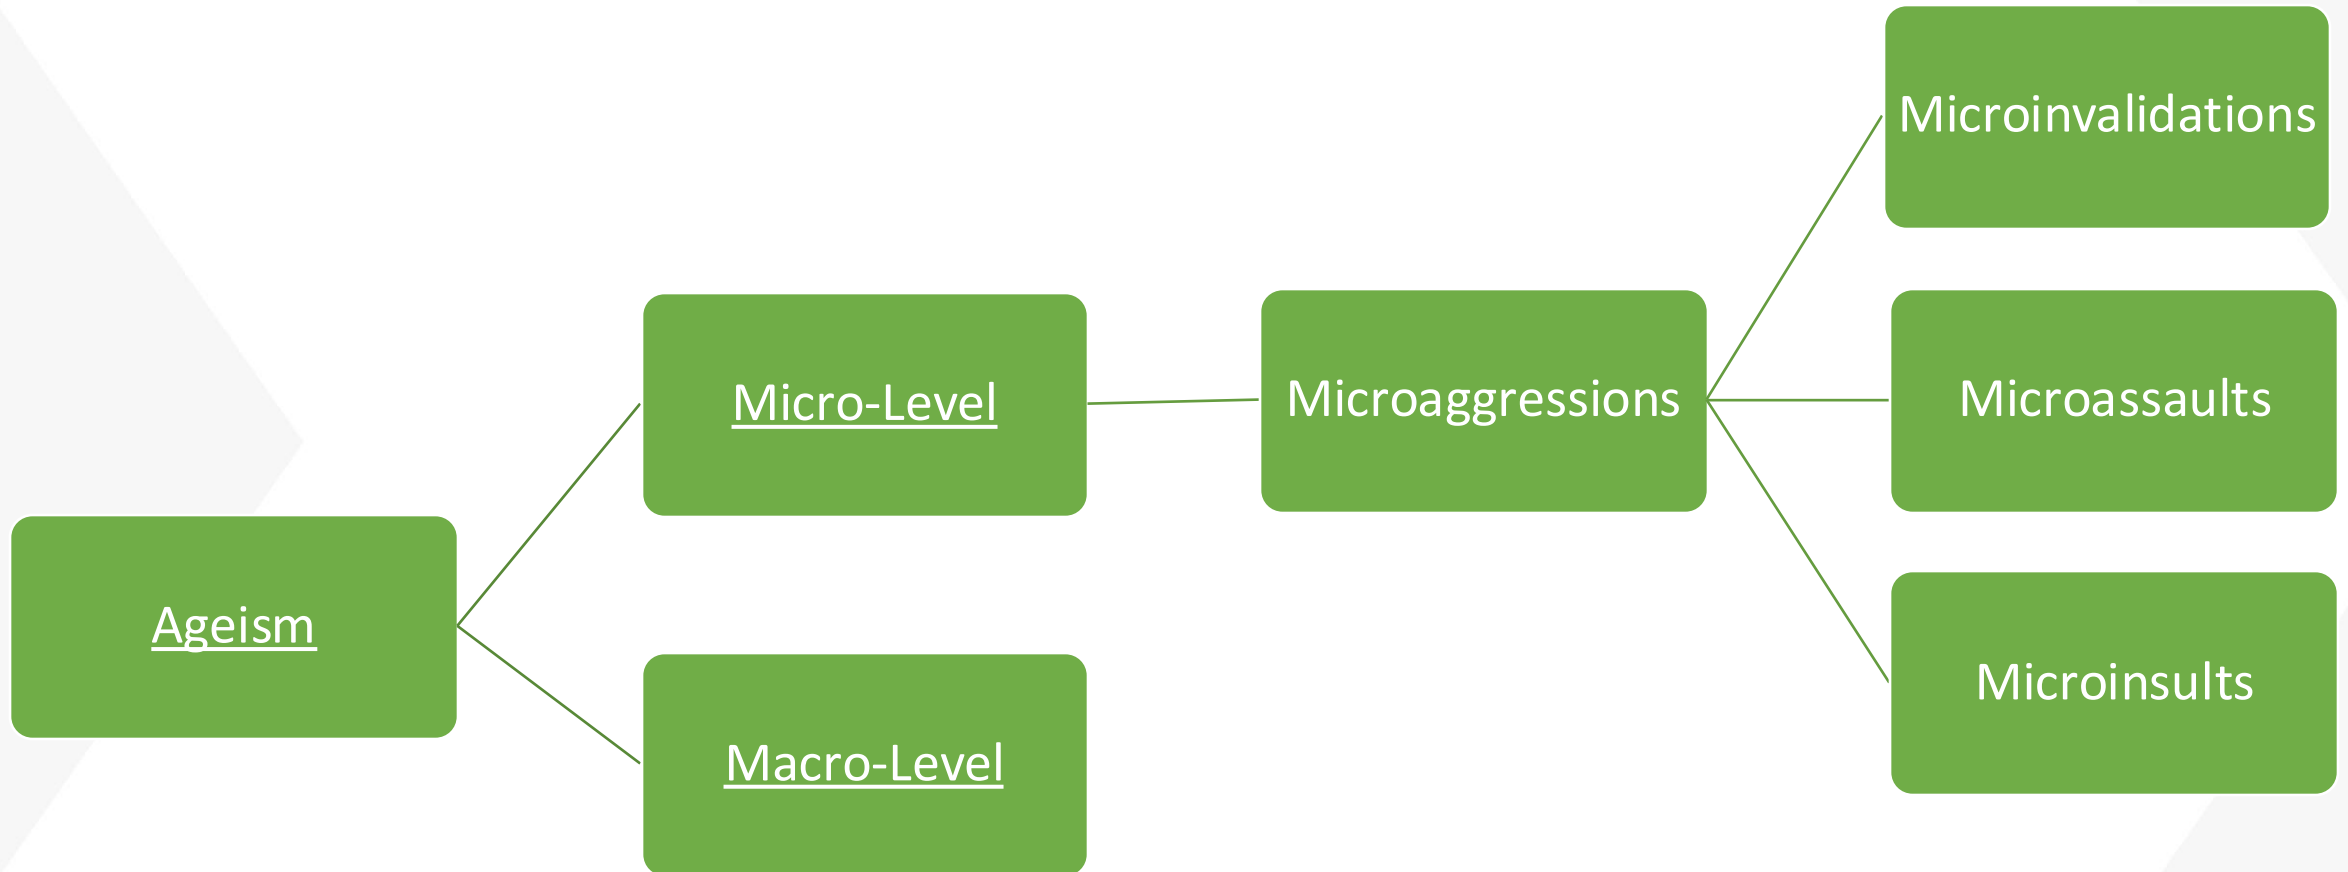 Ageism
Micro-Level
Macro-Level
Microaggressions
Microinvalidations
Microassaults
Microinsults